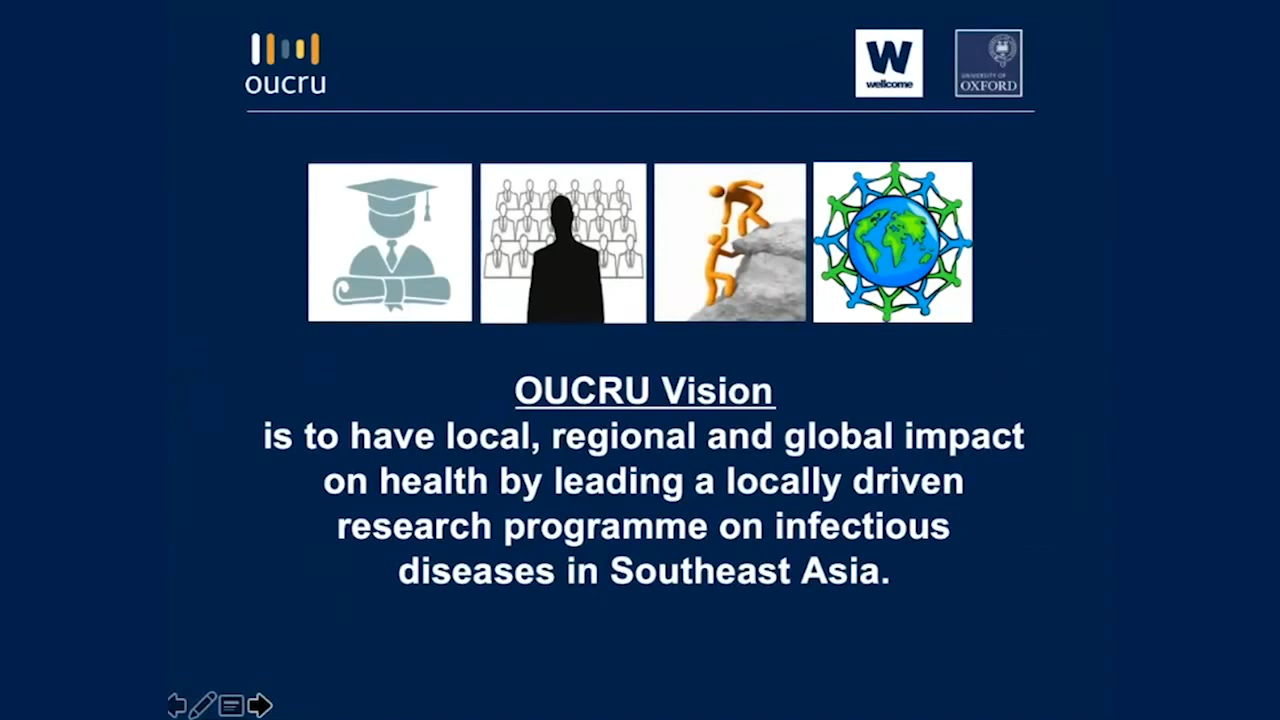 oucru
W
wellcome
UNIVERSITY OF
OXFORD
OUCRU Vision
is to have local, regional and global impact
on health by leading a locally driven
research programme on infectious
diseases in Southeast Asia.